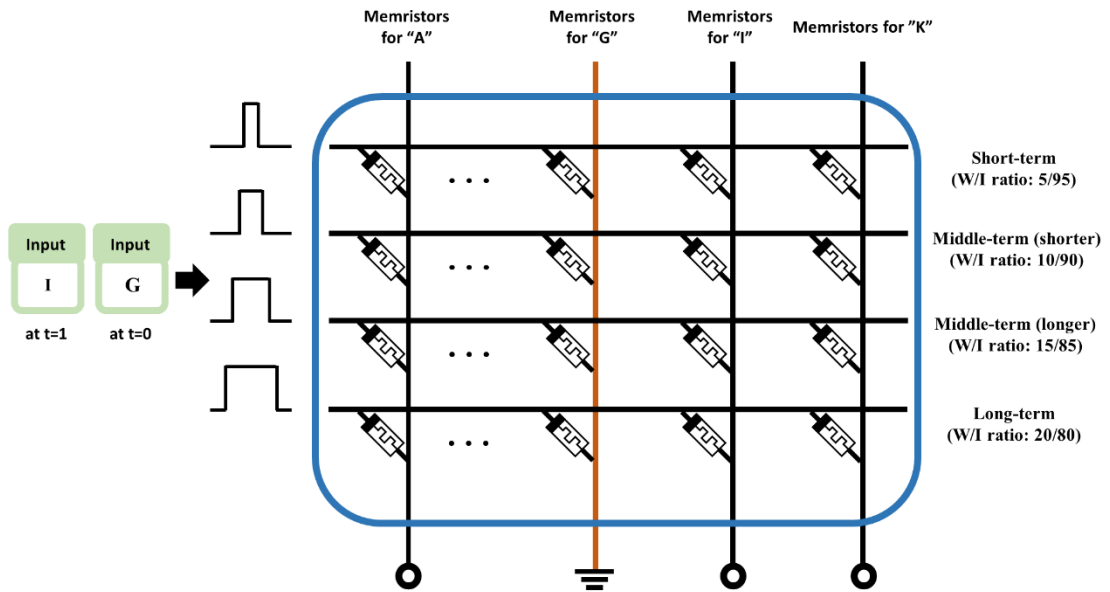 Memristors
for “A”
Memristors
for “G”
Memristors
for “I”
Memristors for ”K”
Short-term
(W/I ratio: 5/95)
Input
Input
I
G
at t=1
at t=0
Middle-term (shorter)
(W/I ratio: 10/90)
Middle-term (longer)
(W/I ratio: 15/85)
Long-term
(W/I ratio: 20/80)